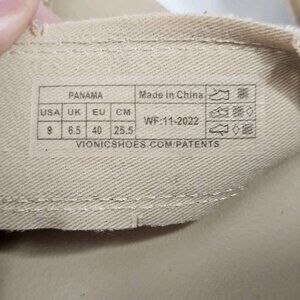 PANAMA
Made in China
USA UK EU CM
9 6.5 40 25.5
WF:11-2022
VIONICSHOES.COM/PATENTS